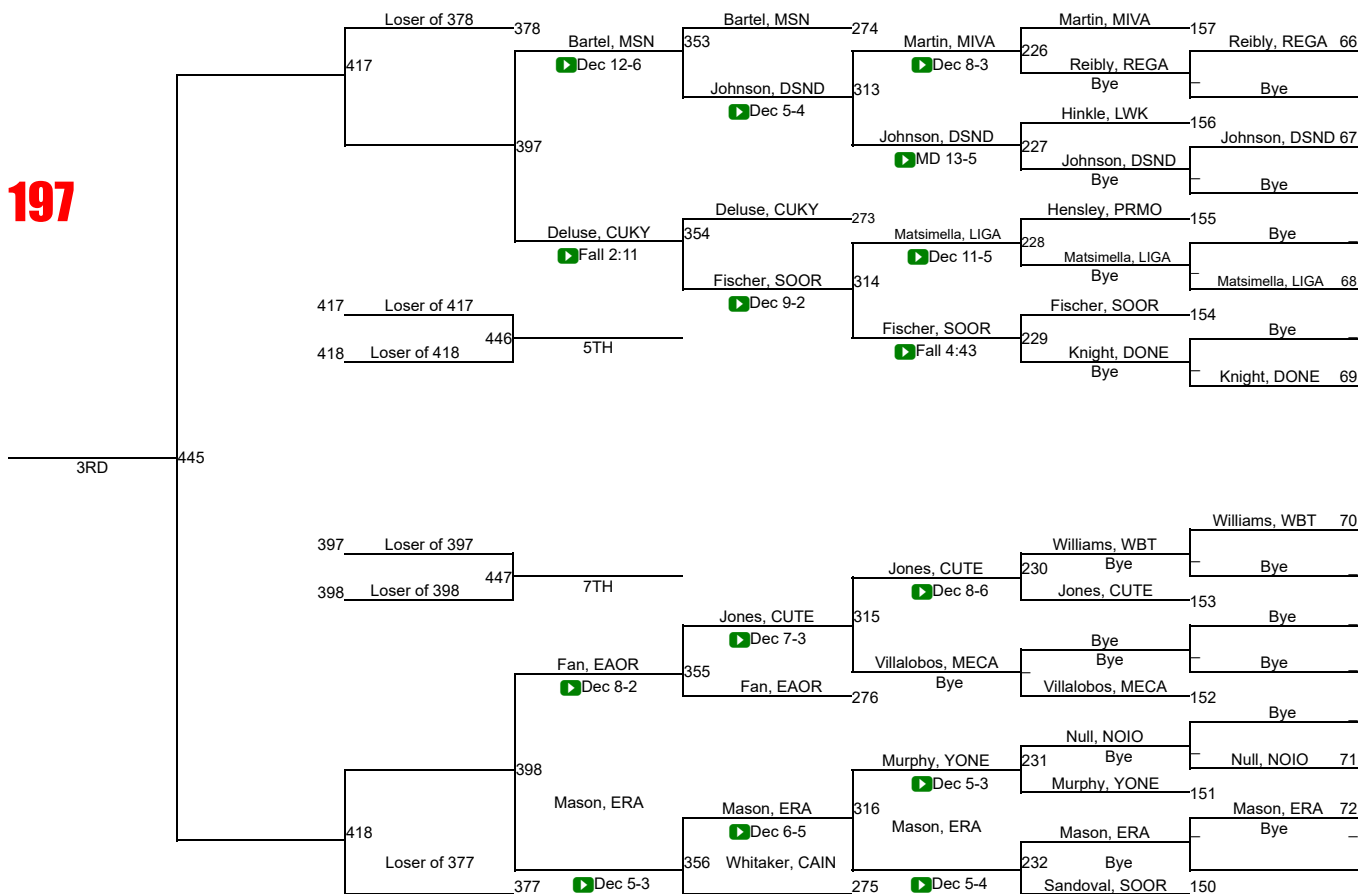 Loser of 378
378
Bartel, MSN
274
Martin, MIVA
157
Bartel, MSN
353
Martin, MIVA
226
Reibly, REGA 66
417
Dec 12-6
Dec 8-3
Reibly, REGA
Bye
_
Bye
Johnson, DSND
313
Dec 5-4
Hinkle, LWK
156
397
Johnson, DSND
227
Johnson, DSND 67
MD 13-5
Johnson, DSND
Bye
_
Bye
197
Deluse, CUKY
273
Hensley, PRMO
155
Deluse, CUKY
354
Matsimella, LIGA
228
Bye _
Fall 2:11
Dec 11-5
Matsimella, LIGA
Bye
_
Matsimella, LIGA 68
Fischer, SOOR
314
Dec 9-2
417 Loser of 417
Fischer, SOOR
154
446
5TH
Fischer, SOOR
229
Bye _
418 Loser of 418
Fall 4:43
Knight, DONE
Bye
_
Knight, DONE 69
3RD
445
Williams, WBT 70
397 Loser of 397
Williams, WBT
Bye
_
447
7TH
Jones, CUTE
230
Bye _
398 Loser of 398
Dec 8-6
Jones, CUTE
153
Jones, CUTE
315
Bye _
Dec 7-3
Bye
Bye
_
Fan, EAOR
355
Villalobos, MECA
Bye
_
Bye _
Dec 8-2
Fan, EAOR
276
Villalobos, MECA
152
Bye _
Null, NOIO
Bye
_
398
Murphy, YONE
231
Null, NOIO 71
Dec 5-3
Murphy, YONE
151
Mason, ERA
Mason, ERA
316
Mason, ERA 72
418
Dec 6-5
Mason, ERA
Mason, ERA
_
Bye _
Loser of 377
356
Whitaker, CAIN
232
Bye
377
Dec 5-3
275
Dec 5-4
Sandoval, SOOR
150